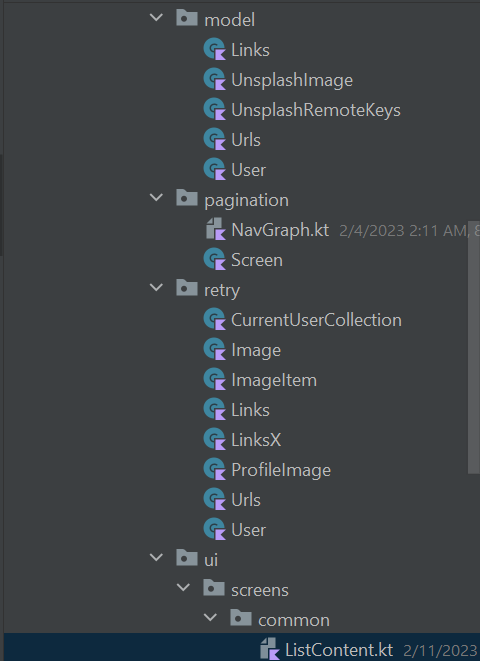 model
Links
UnsplashImage
UnsplashRemoteKeys
Urls
User
pagination
NavGraph.kt 2/4/2023 2:11 AM,
Screen
retry
CurrentUserCollection
Image
ImageItem
Links
LinksX
ProfileImage
Urls
User
ui
screens
common
ListContent.kt 2/11/2023